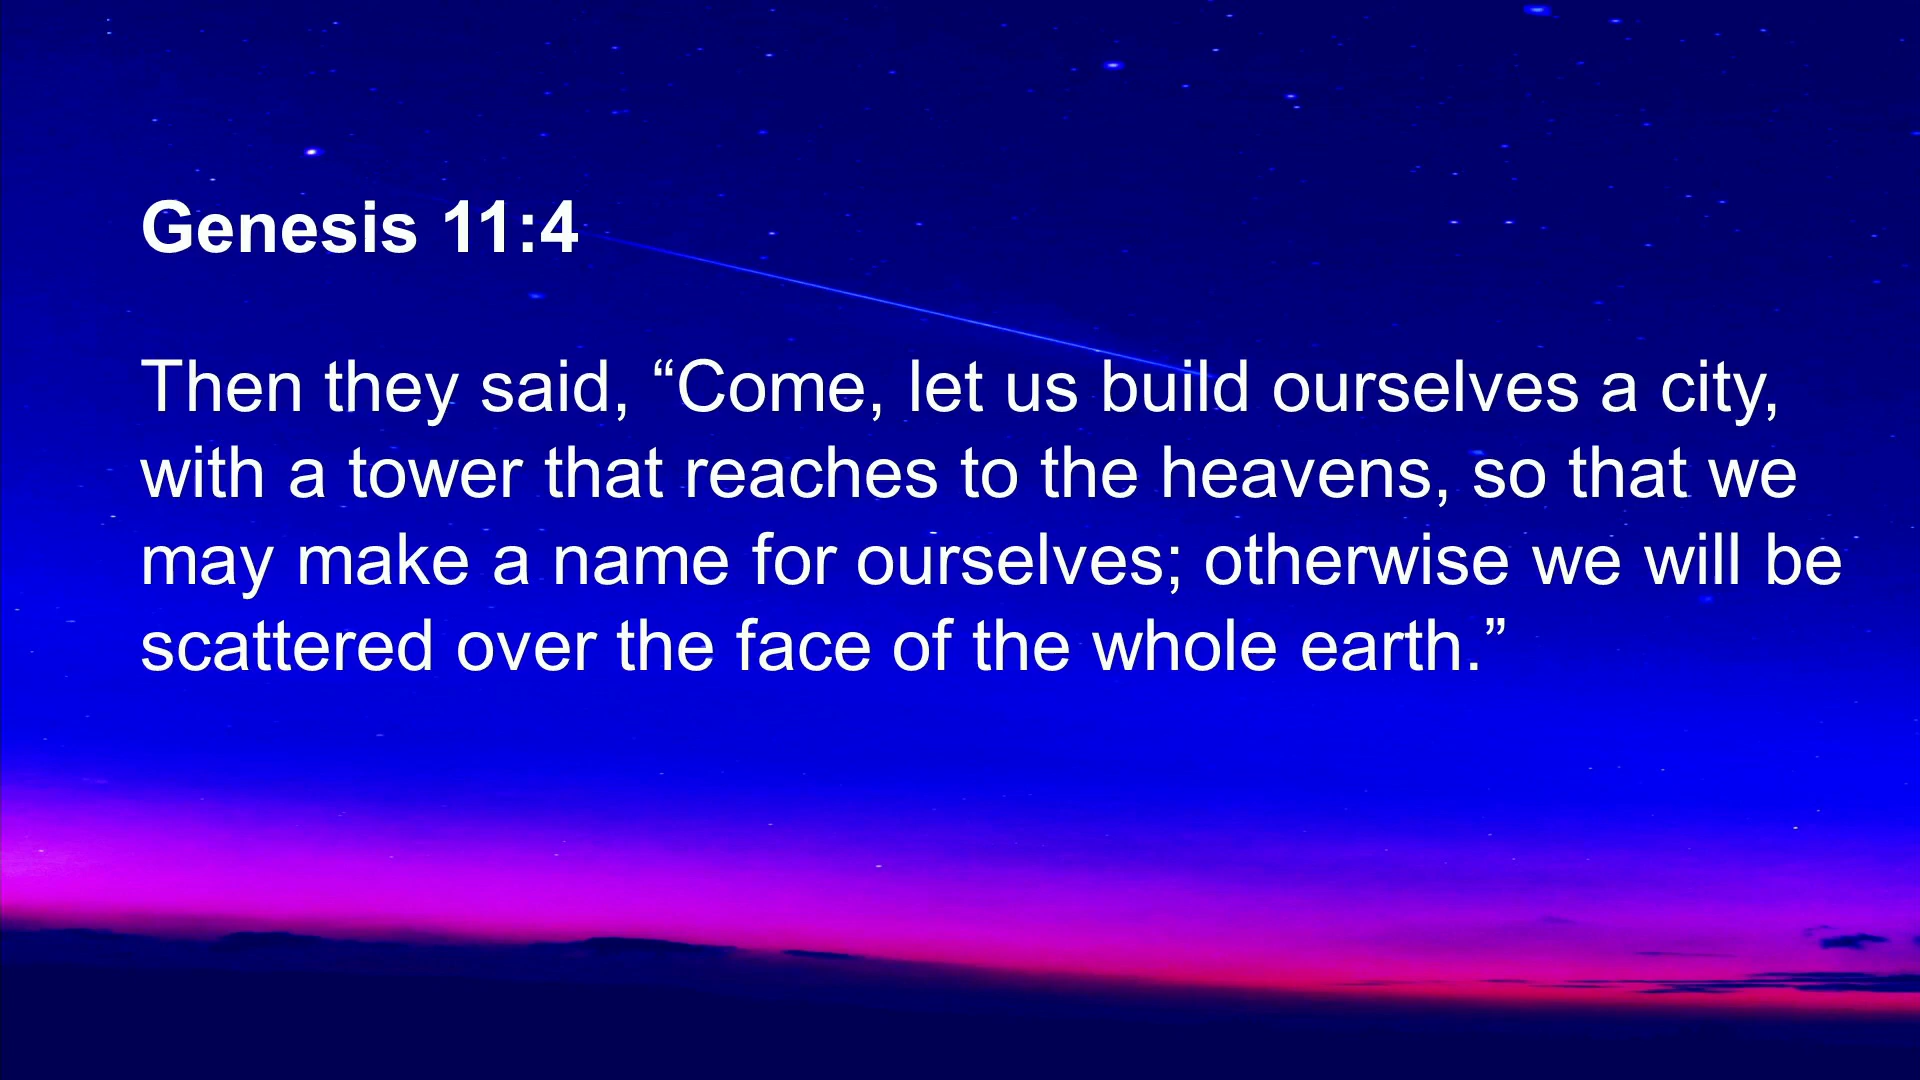 Genesis 11:4
Then they said, “Come, let us build ourselves a city,
with a tower that reaches to the heavens, so that we
may make a name for ourselves; otherwise we will be
scattered over the face of the whole earth.”